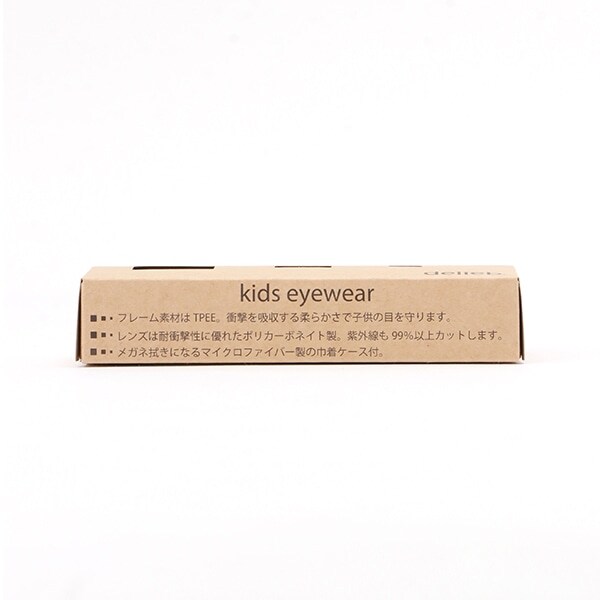 kids eyewear
■■・フレーム素材は TPEE。衝撃を吸収する柔らかさで子供の目を守ります。
■■・レンズは耐衝撃性に優れたポリカーボネイト製。紫外線も 99%以上カットします。
■■・メガネ拭きになるマイクロファイバー製の巾着ケース付。